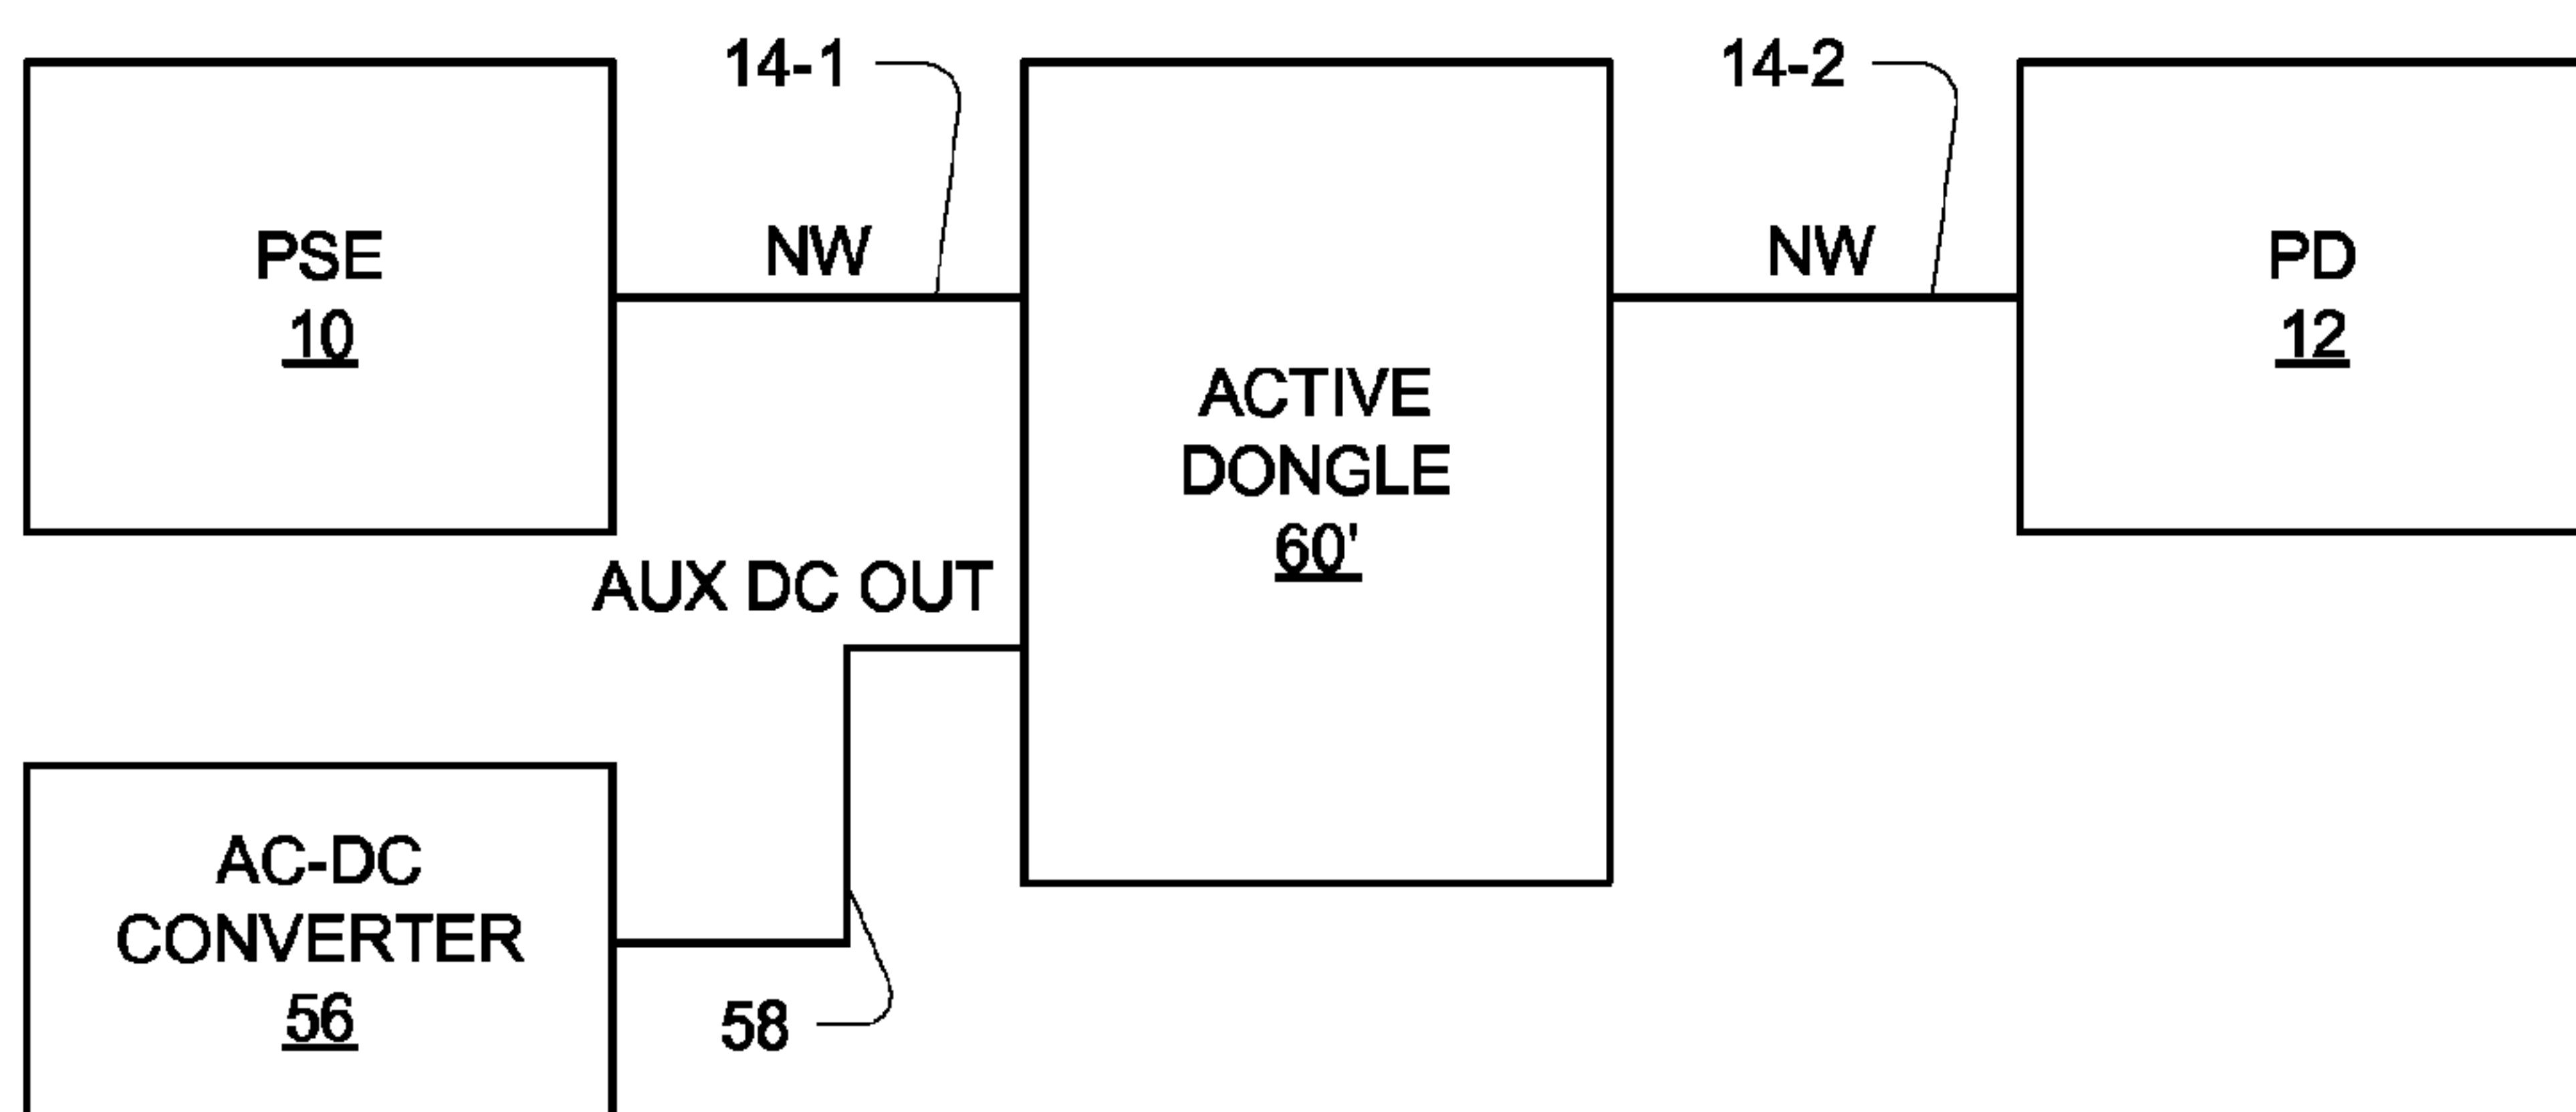 14-1
14-2
PSE
10
NW
NW
PD
12
ACTIVE
DONGLE
60'
AUX DC OUT
AC-DC
CONVERTER
56
58